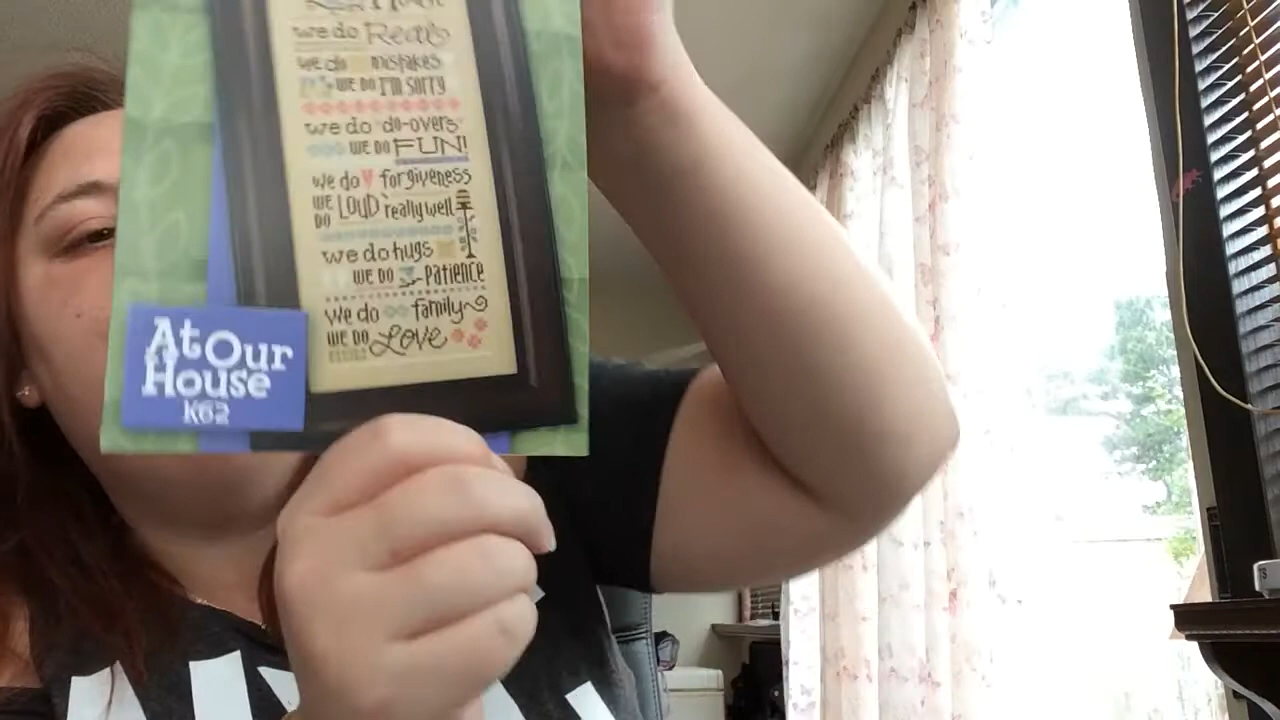 we do Real
we do mistakes
WE DO I'M SORRY
we do do-overs
WE DO FUN!
we do forgiveness
WE DO LOUD really well
we do hugs
WE DO Patience
we do family
WE DO Love
At Our
House
K62